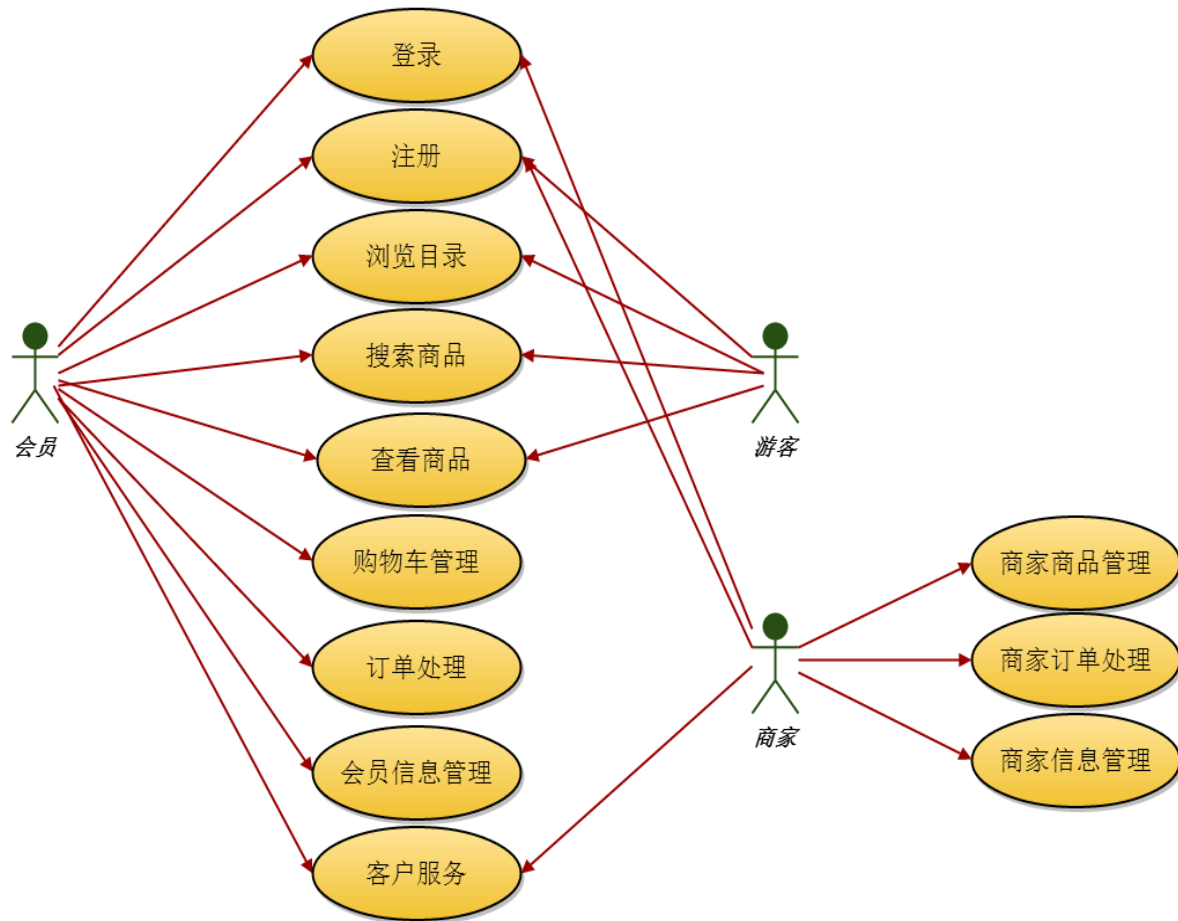 登录
注册
浏览目录
搜索商品
会员
游客
查看商品
购物车管理
商家商品管理
订单处理
商家订单处理
商家
会员信息管理
商家信息管理
客户服务